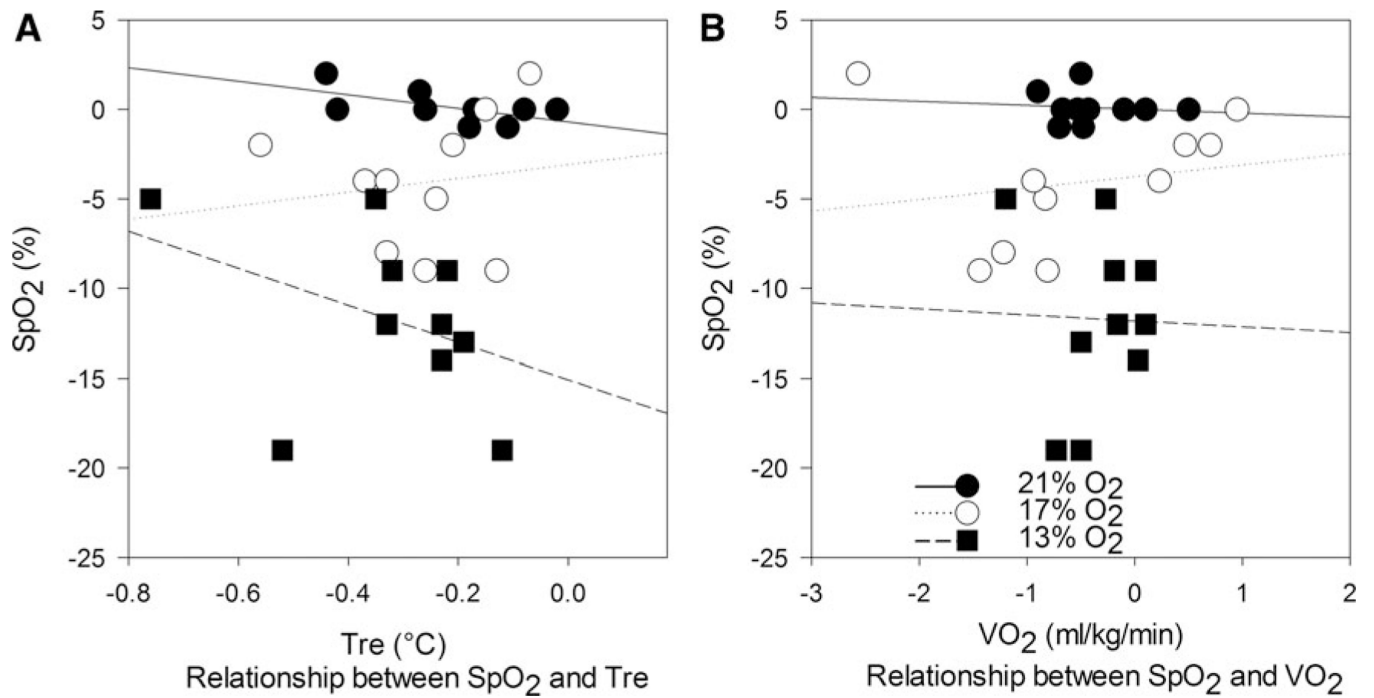 A
5
0
-5
-10
-15
-20
-25
SpO2 (%)
-0.8 -0.6 -0.4 -0.2 0.0
Tre (°C)
Relationship between SpO2 and Tre
B
5
0
-5
-10
-15
-20
-25
SpO2 (%)
21% O2
17% O2
13% O2
-3 -2 -1 0 1 2
VO2 (ml/kg/min)
Relationship between SpO2 and VO2